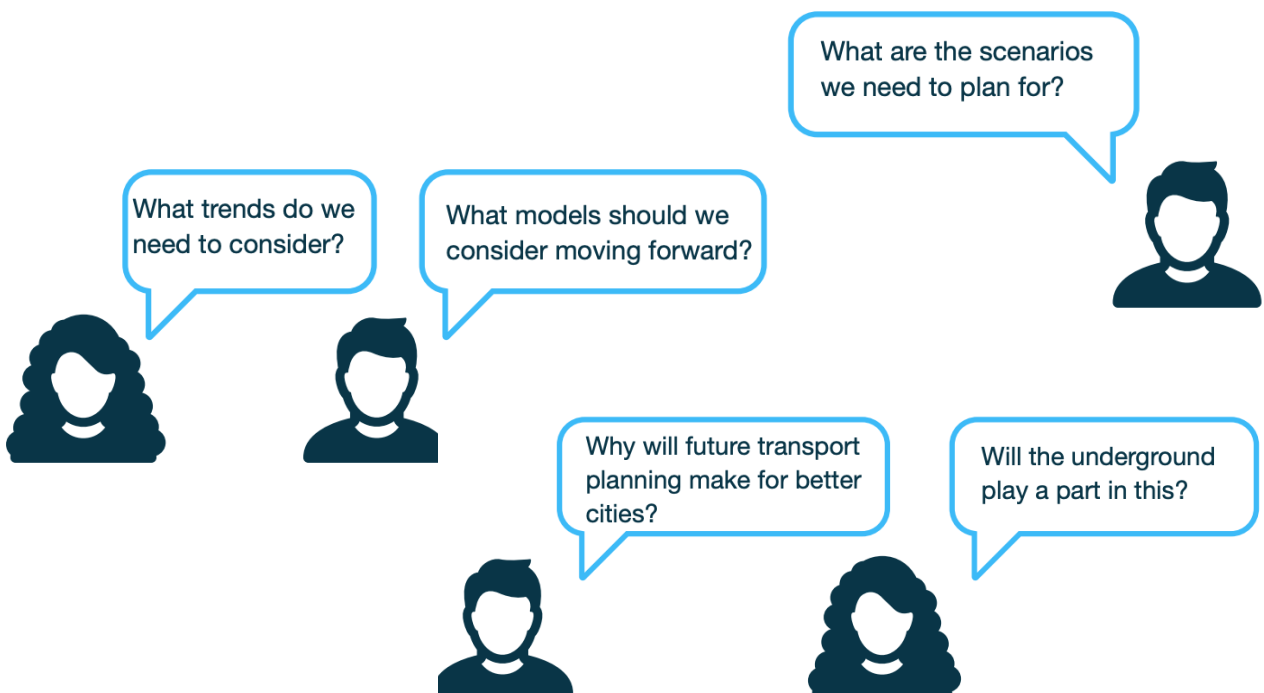 What are the scenarios
we need to plan for?
What trends do we
need to consider?
What models should we
consider moving forward?
Why will future transport
planning make for better
cities?
Will the underground
play a part in this?